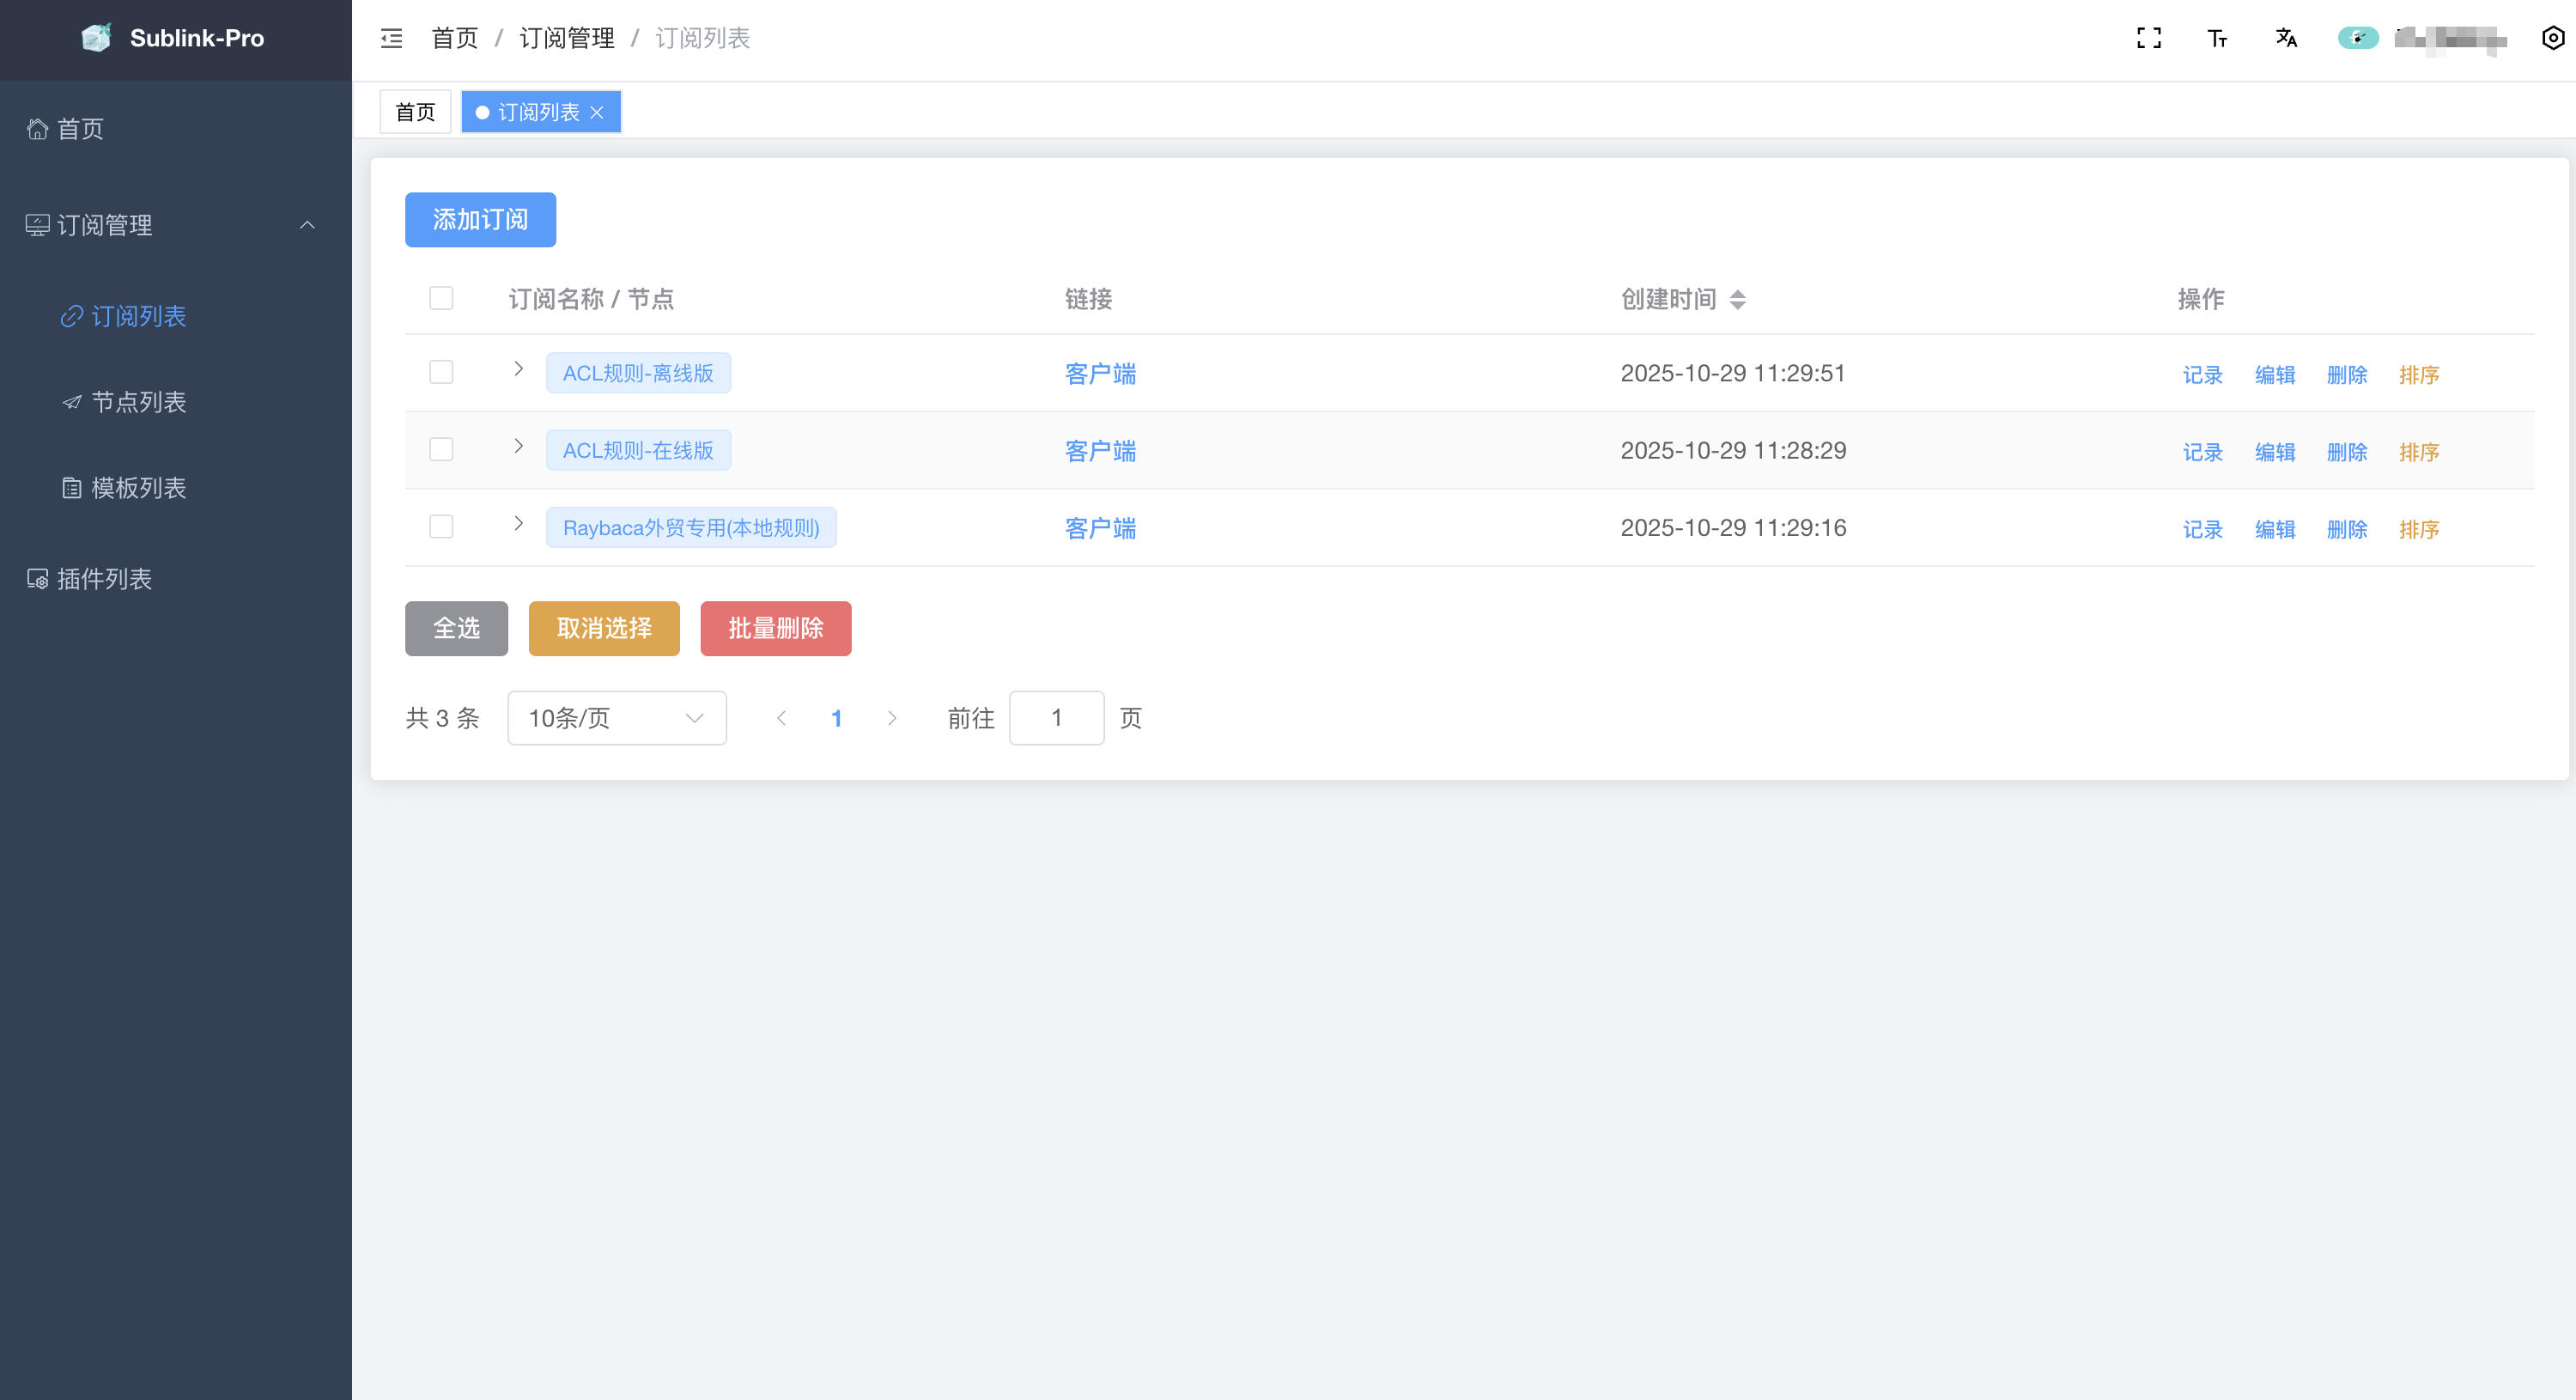 Sublink-Pro
首页 / 订阅管理 / 订阅列表
首页
订阅列表
首页
订阅管理
订阅列表
节点列表
模板列表
插件列表
添加订阅
订阅名称 / 节点 链接 创建时间 操作
ACL规则-离线版 客户端 2025-10-29 11:29:51 记录 编辑 删除 排序
ACL规则-在线版 客户端 2025-10-29 11:28:29 记录 编辑 删除 排序
Raybaca外贸专用(本地规则) 客户端 2025-10-29 11:29:16 记录 编辑 删除 排序
全选 取消选择 批量删除
共 3 条 10条/页 1 前往 1 页